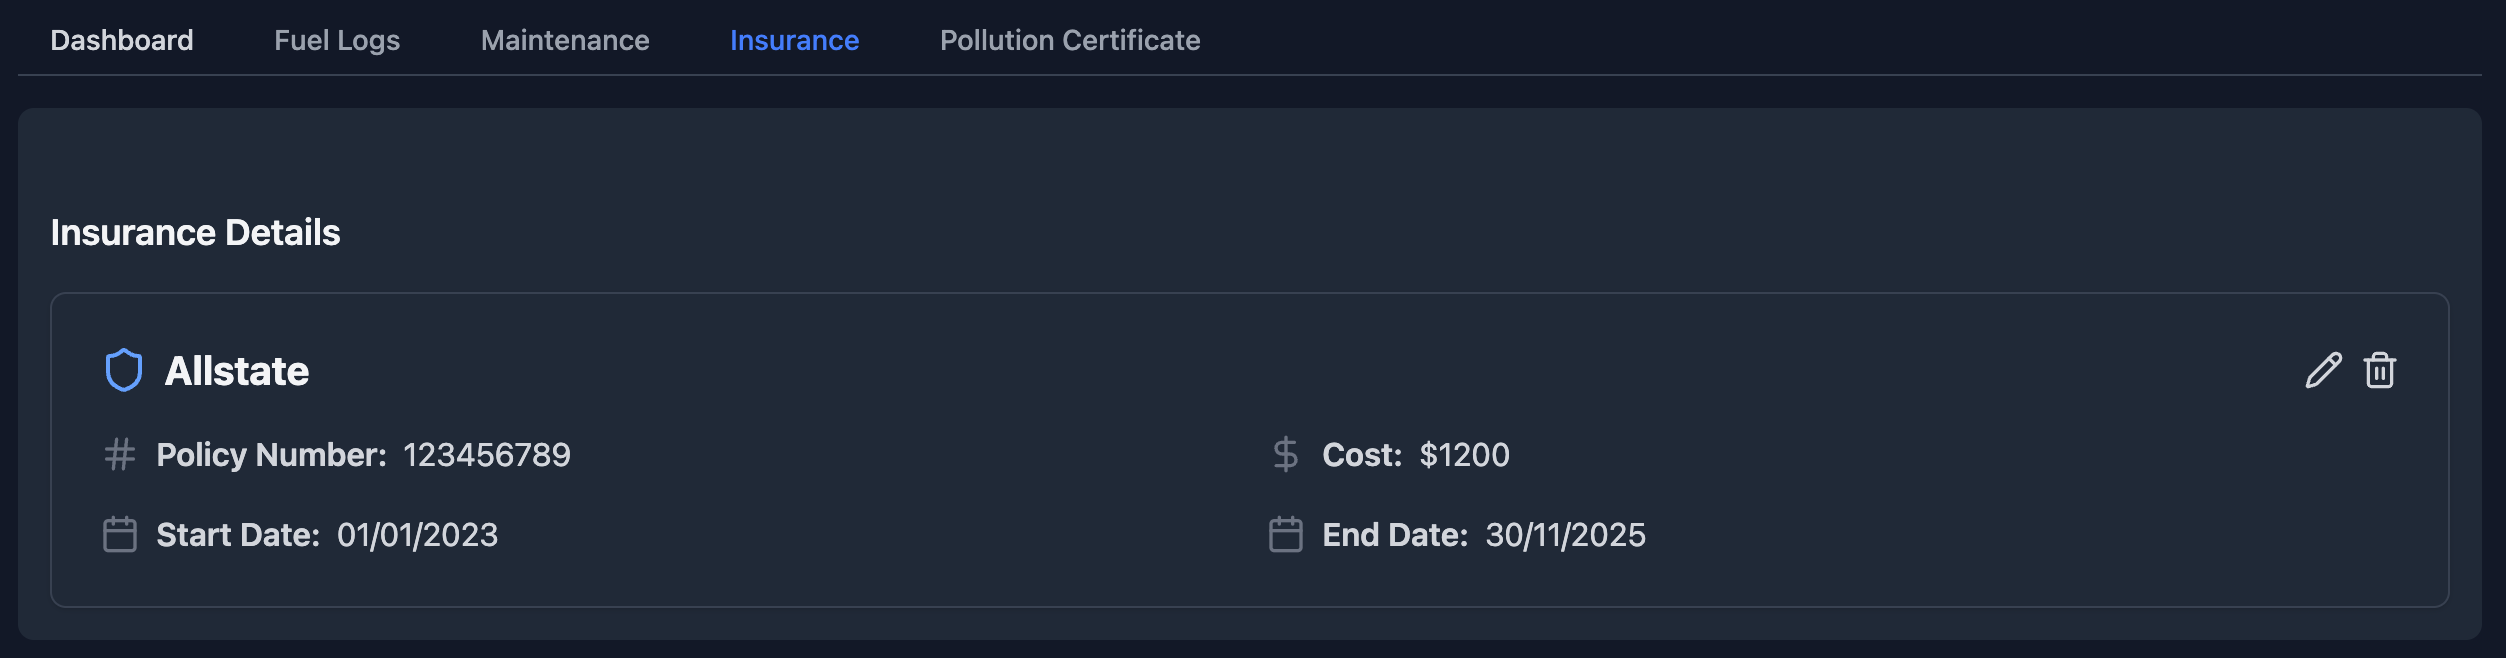 Dashboard Fuel Logs Maintenance Insurance Pollution Certificate
Insurance Details
Allstate
Policy Number: 123456789 Cost: $1200
Start Date: 01/01/2023 End Date: 30/11/2025